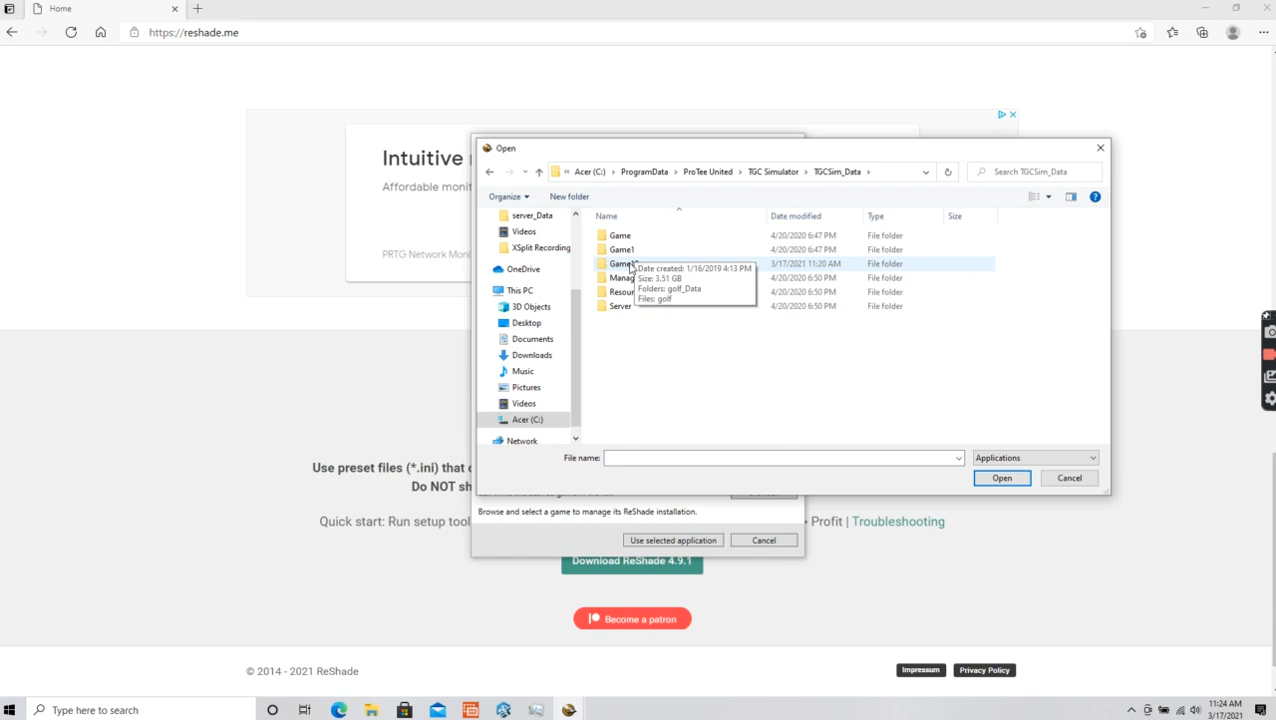 Home
https://reshade.me
Intuitive
Affordable moni
PRTG Network Moni
Open
Acer (C:) ProgramData ProTee United TGC Simulator TGCSim_Data
Search TGCSim_Data
Organize New folder
Name Date modified Type Size
server_Data
Videos
XSplit Recording
OneDrive
This PC
3D Objects
Desktop
Documents
Downloads
Music
Pictures
Videos
Acer (C:)
Network
Game 4/20/2020 6:47 PM File folder
Game1 4/20/2020 6:47 PM File folder
3/17/2021 11:20 AM File folder
Manag 4/20/2020 6:50 PM File folder
Resour 4/20/2020 6:50 PM File folder
Server 4/20/2020 6:50 PM File folder
Date created: 1/16/2019 4:13 PM
Size: 3.51 GB
Folders: golf_Data
Files: golf
File name:
Applications
Open Cancel
Browse and select a game to manage its ReShade installation.
Use selected application Cancel
Use preset files (*.ini) that c
Do NOT sh
Quick start: Run setup tool
Profit | Troubleshooting
Download ReShade 4.9.1
Become a patron
© 2014 - 2021 ReShade
Impressum Privacy Policy
Type here to search
11:24 AM
3/17/2021